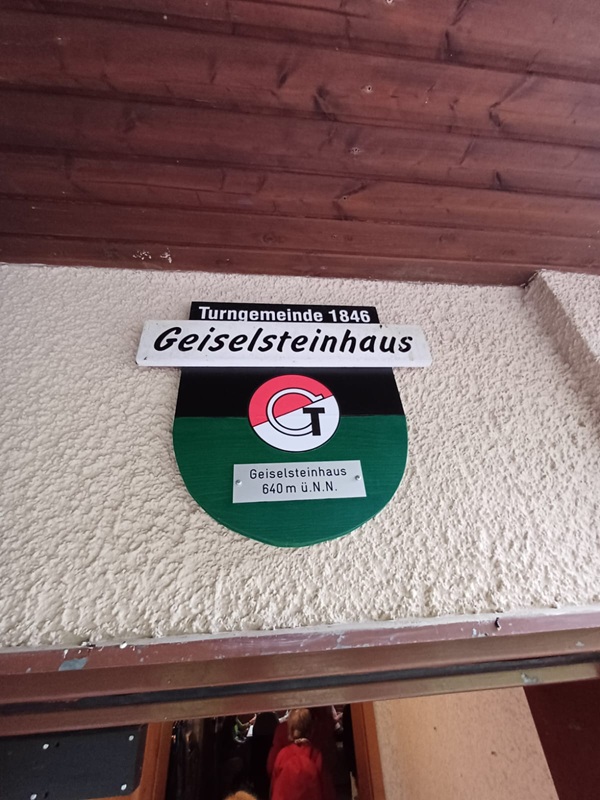 Turngemeinde 1846
Geiselsteinhaus
GT
Geiselsteinhaus
640 m ü.N.N.